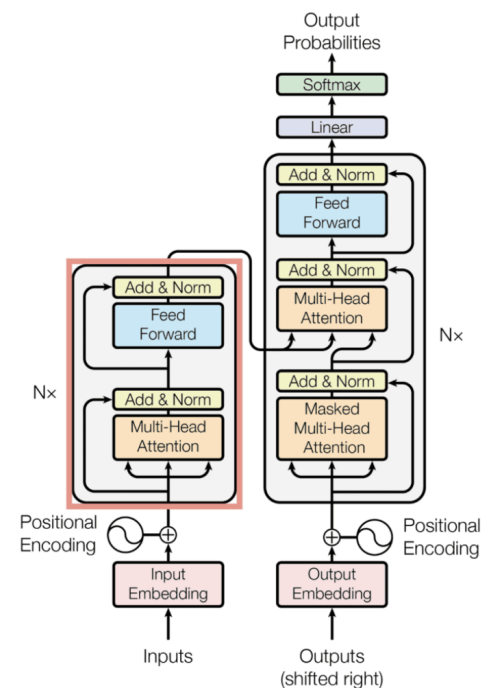 Output
Probabilities
Softmax
Linear
Add & Norm
Feed
Forward
Add & Norm
Multi-Head
Attention
Add & Norm
Masked
Multi-Head
Attention
Nx
Add & Norm
Feed
Forward
Add & Norm
Multi-Head
Attention
Nx
Positional
Encoding
Positional
Encoding
Input
Embedding
Output
Embedding
Inputs
Outputs
(shifted right)